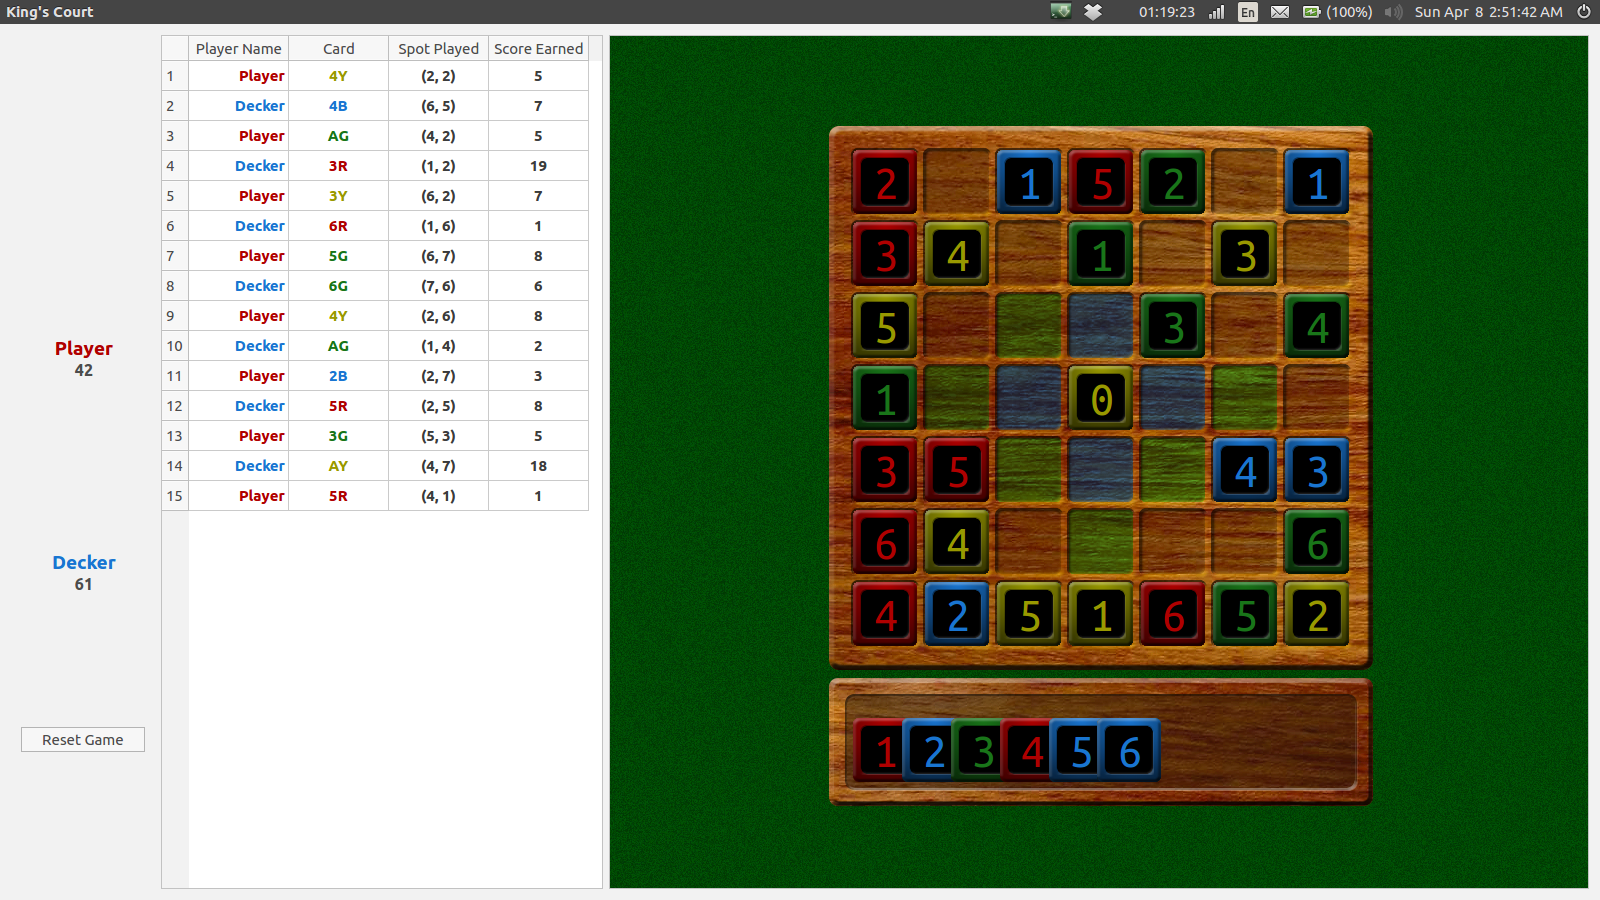 King's Court
01:19:23 En (100%) Sun Apr 8 2:51:42 AM
Player Name Card Spot Played Score Earned
1 Player 4Y (2, 2) 5
2 Decker 4B (6, 5) 7
3 Player AG (4, 2) 5
4 Decker 3R (1, 2) 19
5 Player 3Y (6, 2) 7
6 Decker 6R (1, 6) 1
7 Player 5G (6, 7) 8
8 Decker 6G (7, 6) 6
9 Player 4Y (2, 6) 8
10 Decker AG (1, 4) 2
11 Player 2B (2, 7) 3
12 Decker 5R (2, 5) 8
13 Player 3G (5, 3) 5
14 Decker AY (4, 7) 18
15 Player 5R (4, 1) 1
Player
42
Decker
61
Reset Game
2 1 5 2 1
3 4 1 3
5 3 4
1 0
3 5 4 3
6 4 6
4 2 5 1 6 5 2
1 2 3 4 5 6